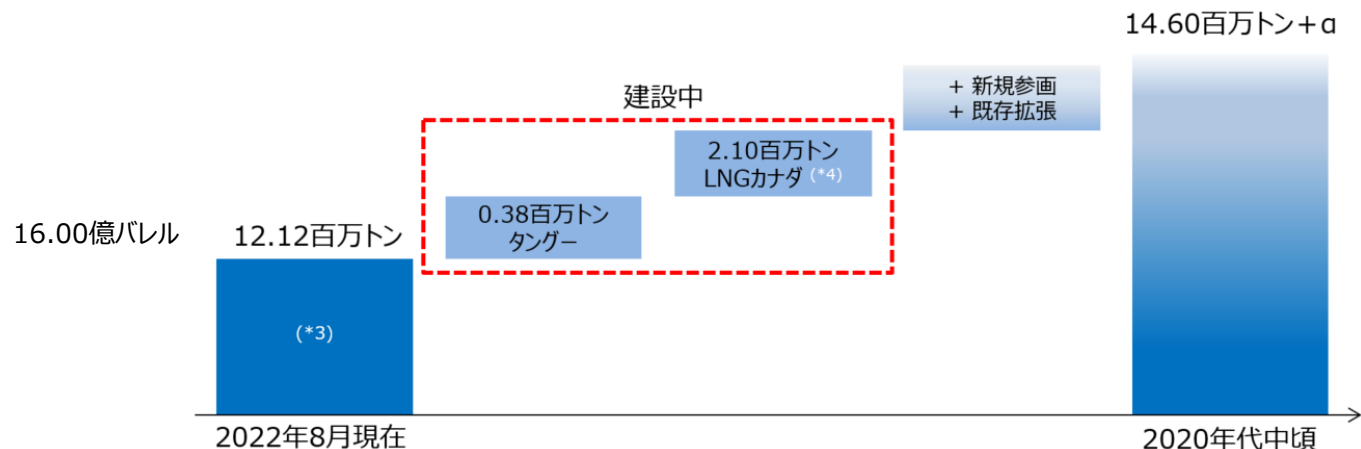 14.60百万トン+α
建設中
+ 新規参画
+ 既存拡張
2.10百万トン
LNGカナダ (*4)
0.38百万トン
タングー
16.00億バレル
12.12百万トン
(*3)
2022年8月現在
2020年代中頃